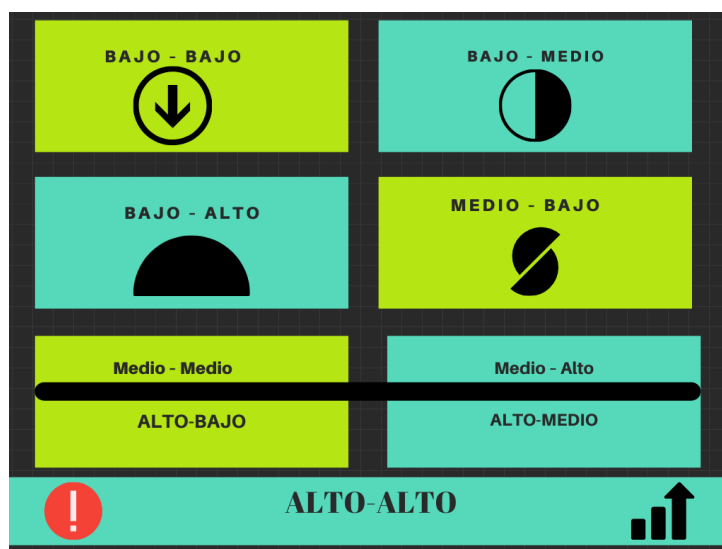 BAJO - BAJO
BAJO - MEDIO
BAJO - ALTO
MEDIO - BAJO
Medio - Medio
Medio - Alto
ALTO-BAJO
ALTO-MEDIO
ALTO-ALTO